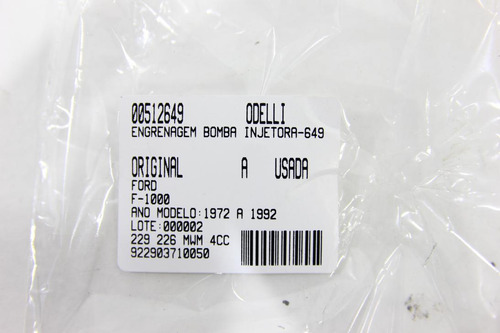 00512649 ODELLI
ENGRENAGEM BOMBA INJETORA-649
ORIGINAL A USADA
FORD
F-1000
ANO MODELO:1972 A 1992
LOTE:000002
229 226 MWM 4CC
922903710050